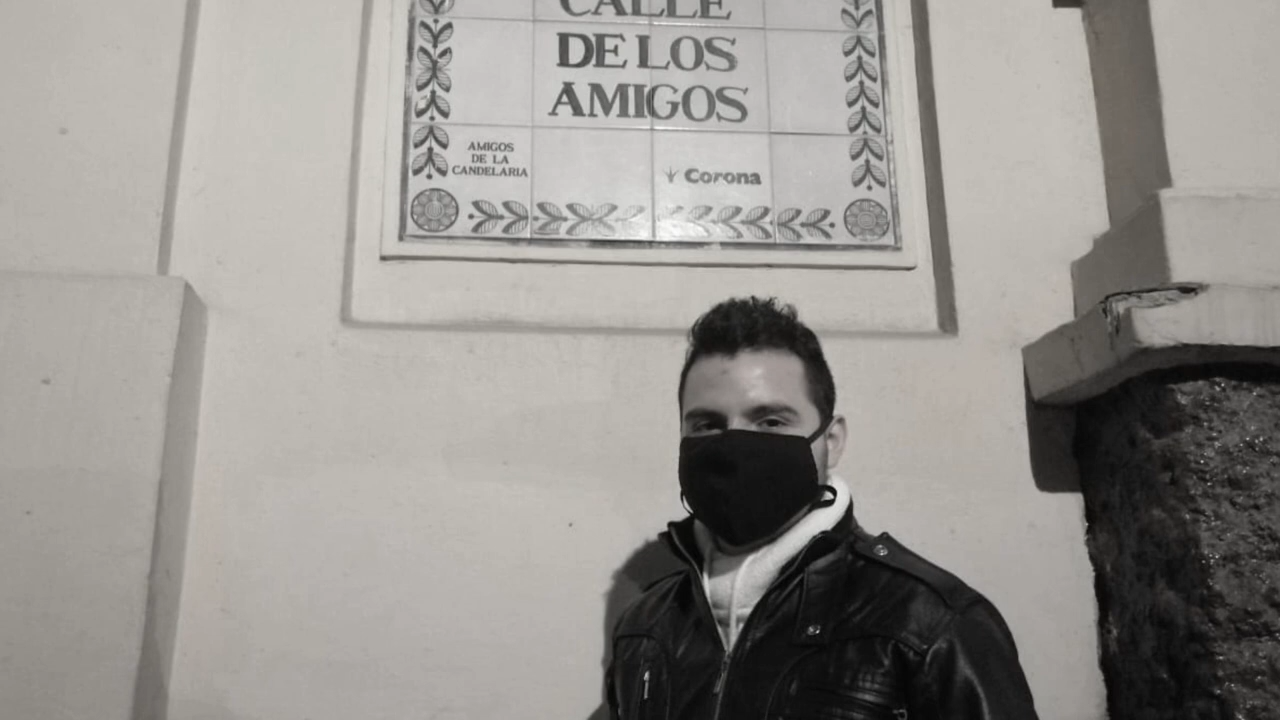 CALLE
DE LOS
AMIGOS
AMIGOS
DE LA
CANDELARIA
Corona